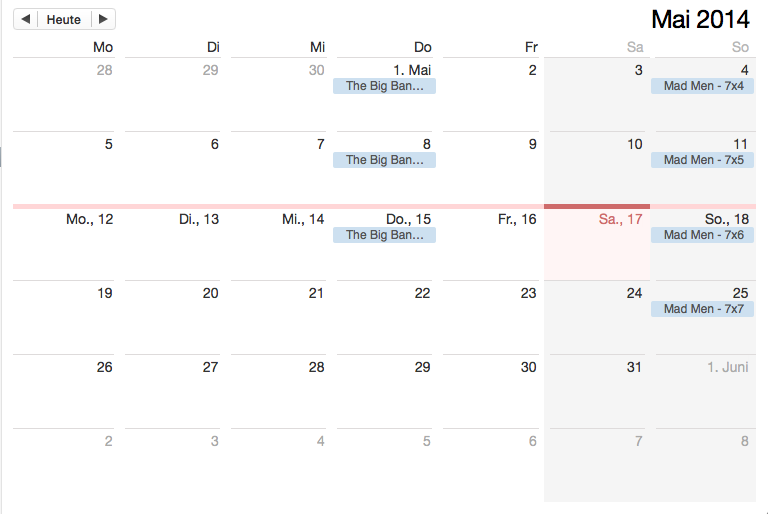 Heute
Mai 2014
Mo Di Mi Do Fr Sa So
28 29 30 1. Mai 2 3 4
The Big Ban… Mad Men - 7x4
5 6 7 8 9 10 11
The Big Ban… Mad Men - 7x5
Mo., 12 Di., 13 Mi., 14 Do., 15 Fr., 16 Sa., 17 So., 18
The Big Ban… Mad Men - 7x6
19 20 21 22 23 24 25
Mad Men - 7x7
26 27 28 29 30 31 1. Juni
2 3 4 5 6 7 8